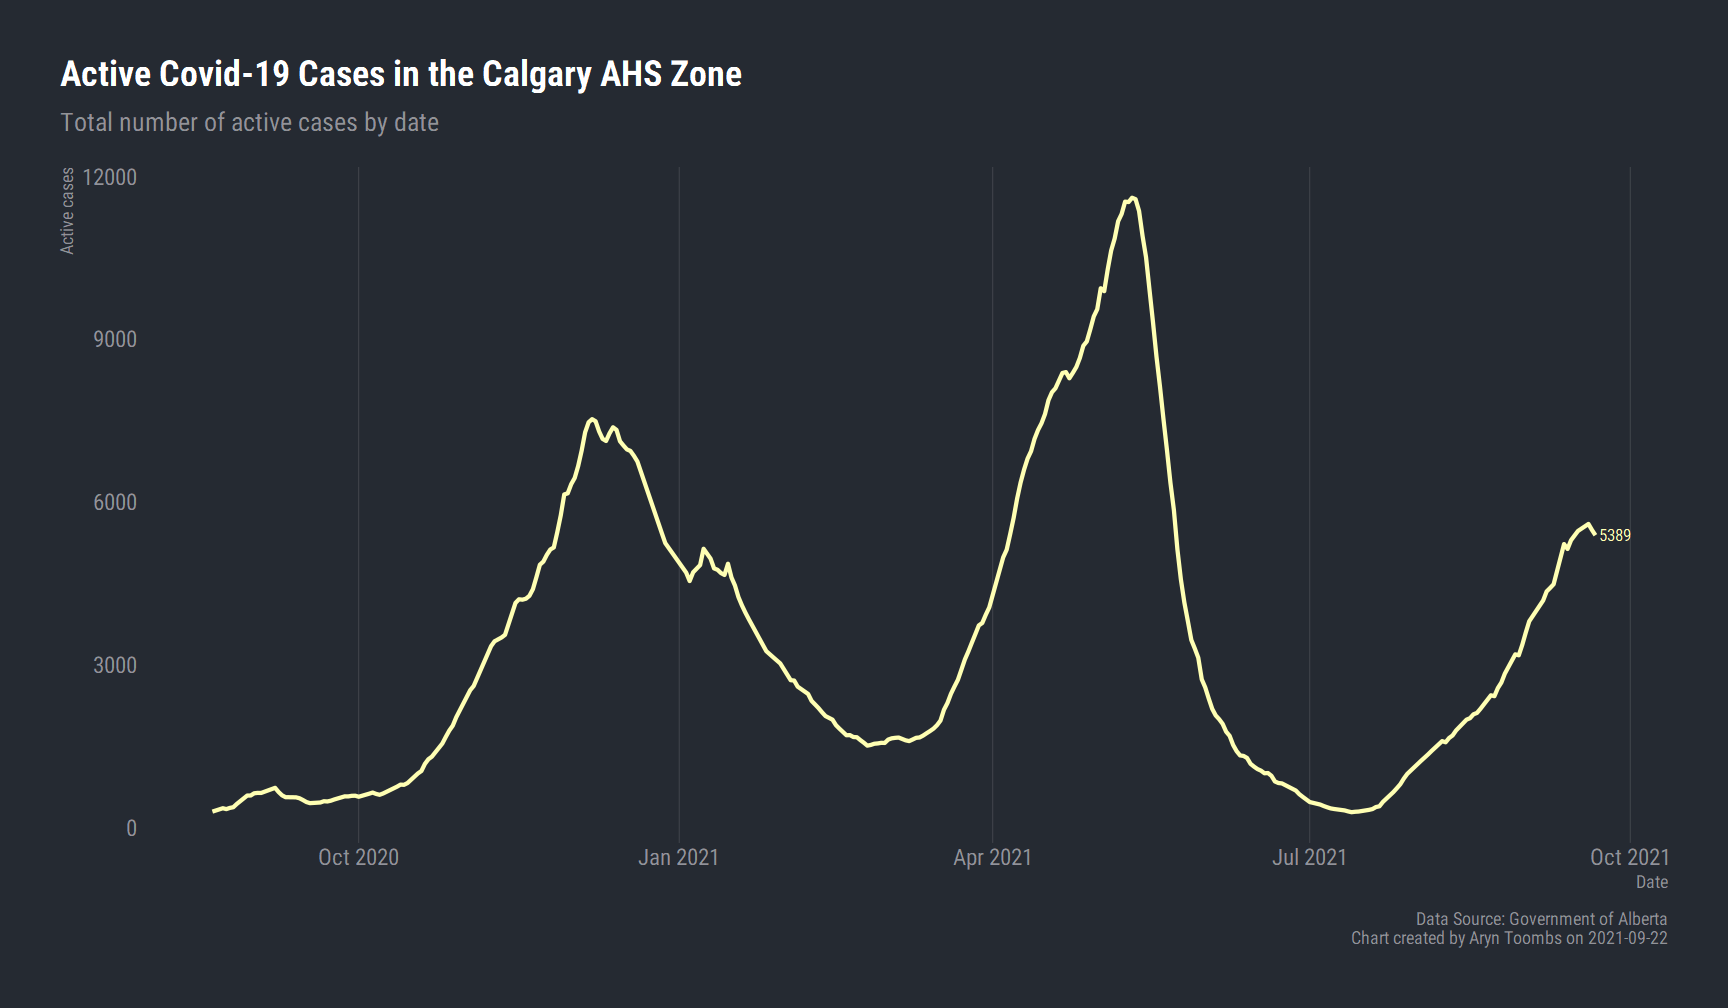 Active Covid-19 Cases in the Calgary AHS Zone
Total number of active cases by date
Active cases
12000
9000
6000
3000
0
5389
Oct 2020
Jan 2021
Apr 2021
Jul 2021
Oct 2021
Date
Data Source: Government of Alberta
Chart created by Aryn Toombs on 2021-09-22